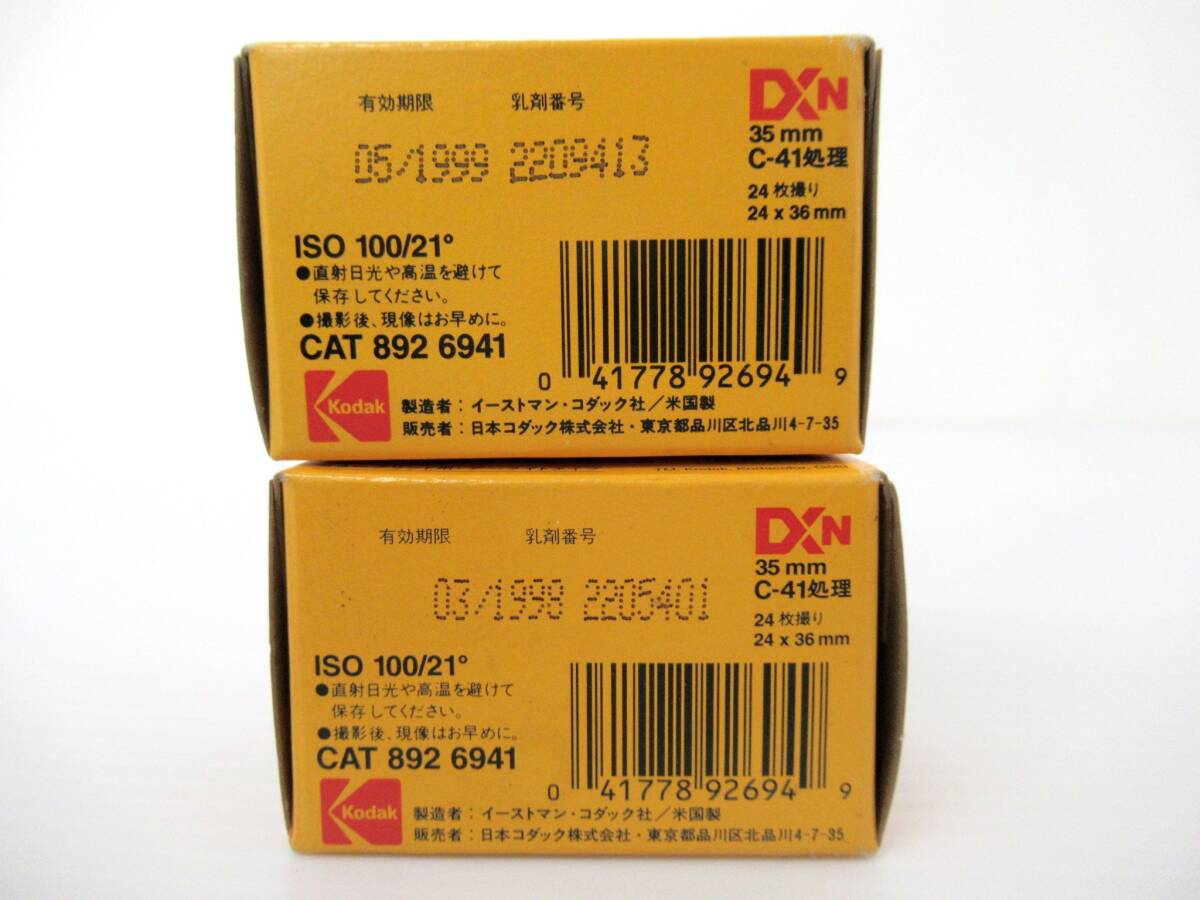 有効期限 乳剤番号
05/1999 2209413
DXN
35 mm
C-41処理
24 枚撮り
24 x 36 mm
ISO 100/21°
●直射日光や高温を避けて
保存してください。
●撮影後、現像はお早めに。
CAT 892 6941
0 41778 92694 9
Kodak
製造者：イーストマン・コダック社／米国製
販売者：日本コダック株式会社・東京都品川区北品川4-7-35
TM: Kodak, Kodacolor, Gold
有効期限 乳剤番号
03/1998 2205401
DXN
35 mm
C-41処理
24 枚撮り
24 x 36 mm
ISO 100/21°
●直射日光や高温を避けて
保存してください。
●撮影後、現像はお早めに。
CAT 892 6941
0 41778 92694 9
Kodak
製造者：イーストマン・コダック社／米国製
販売者：日本コダック株式会社・東京都品川区北品川4-7-35